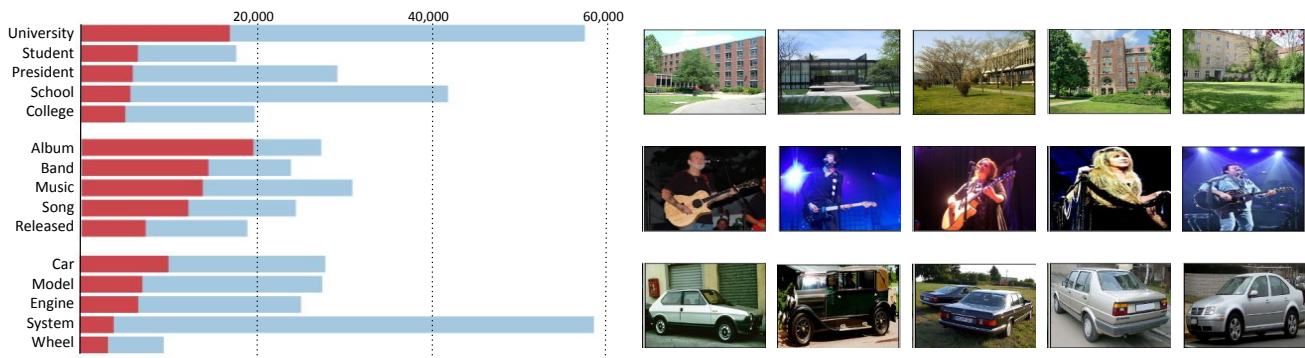 20,000 40,000 60,000
University
Student
President
School
College
Album
Band
Music
Song
Released
Car
Model
Engine
System
Wheel